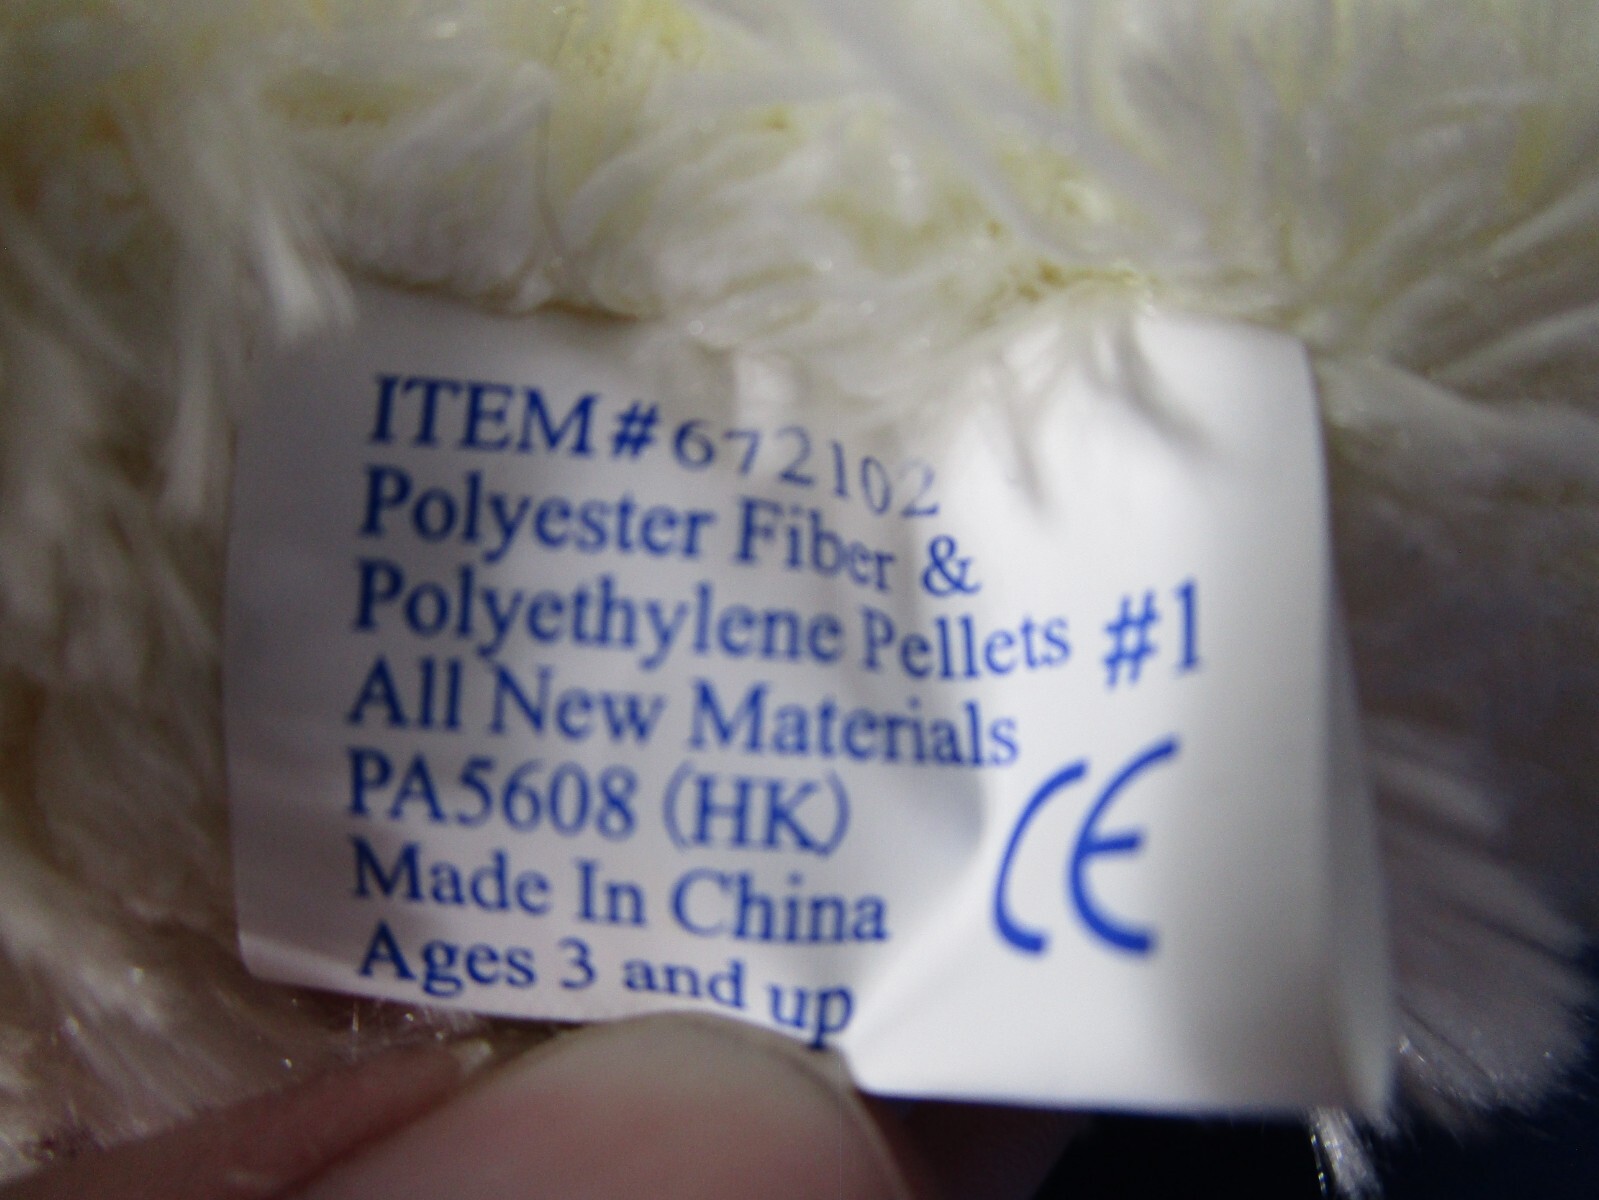 ITEM#672102
Polyester Fiber &
Polyethylene Pellets #1
All New Materials
PA5608 (HK)
Made In China
Ages 3 and up
CE